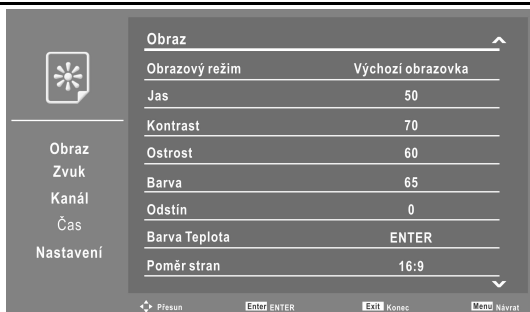 Obraz
Obrazový režim Výchozí obrazovka
Jas 50
Kontrast 70
Ostrost 60
Barva 65
Odstín 0
Barva Teplota ENTER
Poměr stran 16:9
Obraz
Zvuk
Kanál
Čas
Nastavení
Přesun Enter ENTER Exit Konec Menu Návrat